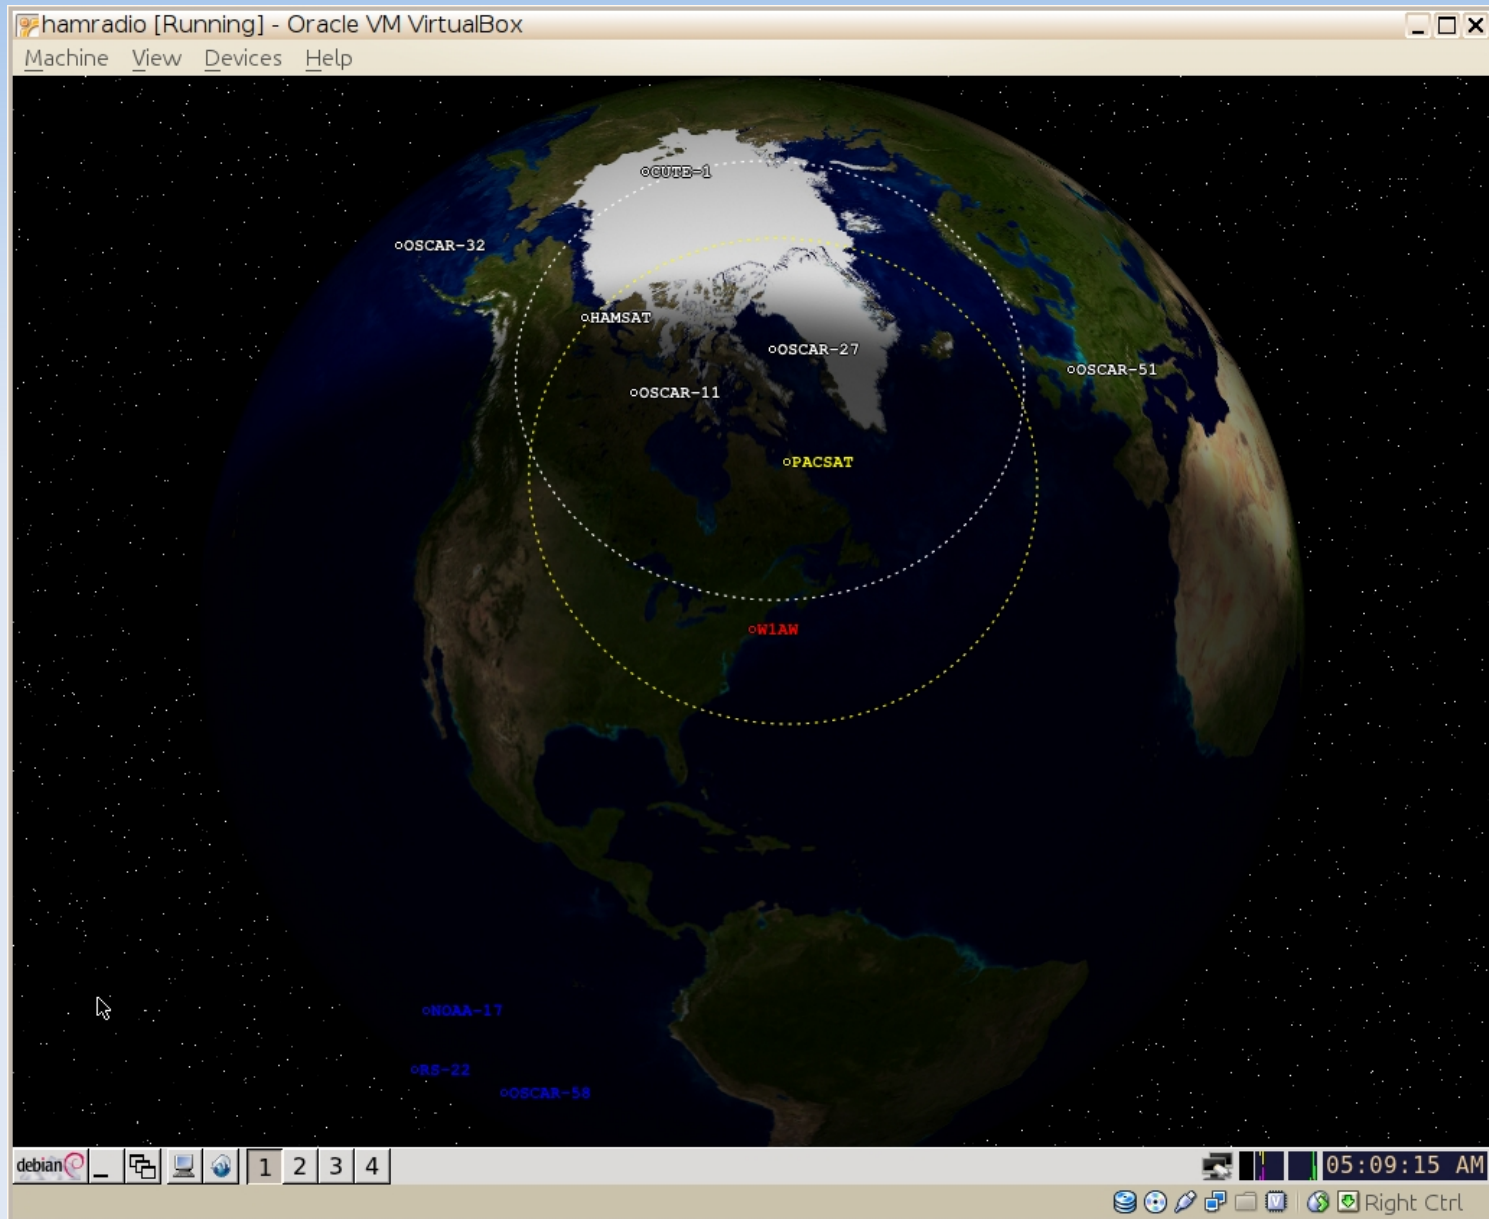 hamradio [Running] - Oracle VM VirtualBox
Machine View Devices Help
CUTE-1
OSCAR-32
HAMSAT
OSCAR-27
OSCAR-51
OSCAR-11
PACSAT
W1AW
NOAA-17
RS-22
OSCAR-58
debian 1 2 3 4 05:09:15 AM
Right Ctrl